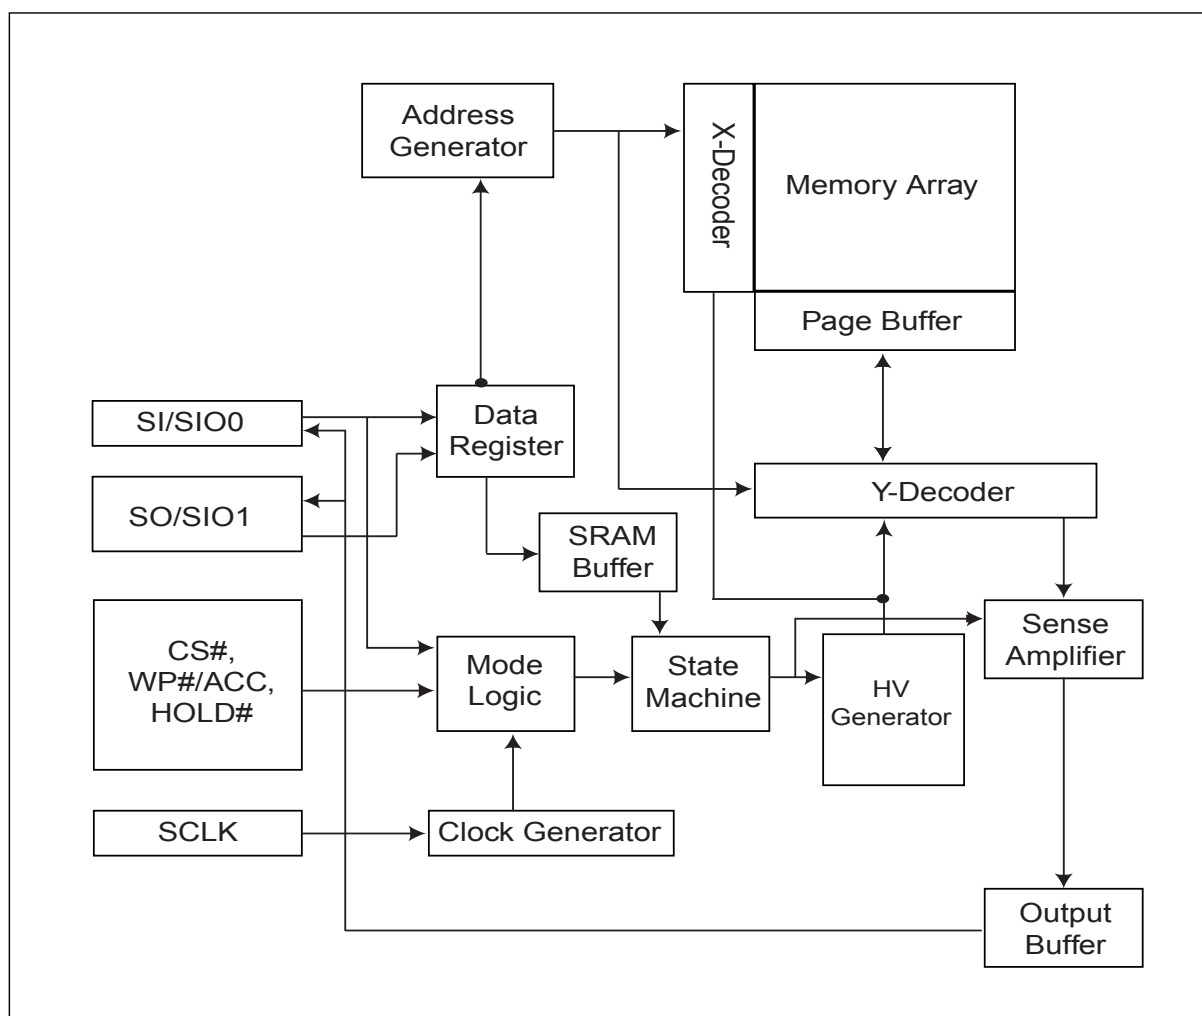 Address
Generator
X-Decoder
Memory Array
Page Buffer
SI/SIO0
Data
Register
SO/SIO1
Y-Decoder
SRAM
Buffer
CS#,
WP#/ACC,
HOLD#
Mode
Logic
State
Machine
HV
Generator
Sense
Amplifier
SCLK
Clock Generator
Output
Buffer